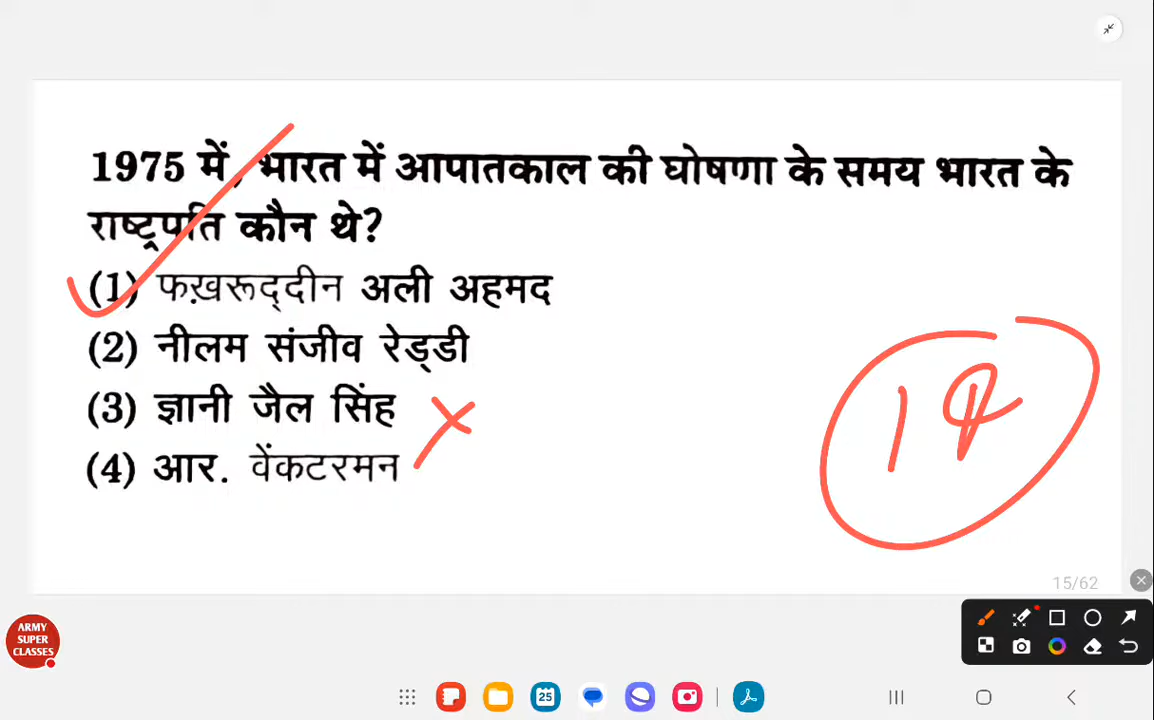 1975 में, भारत में आपातकाल की घोषणा के समय भारत के
राष्ट्रपति कौन थे?
(1) फख़रूद्दीन अली अहमद
(2) नीलम संजीव रेड्डी
(3) ज्ञानी जैल सिंह
(4) आर. वेंकटरमन
15/62
ARMY
SUPER
CLASSES
25